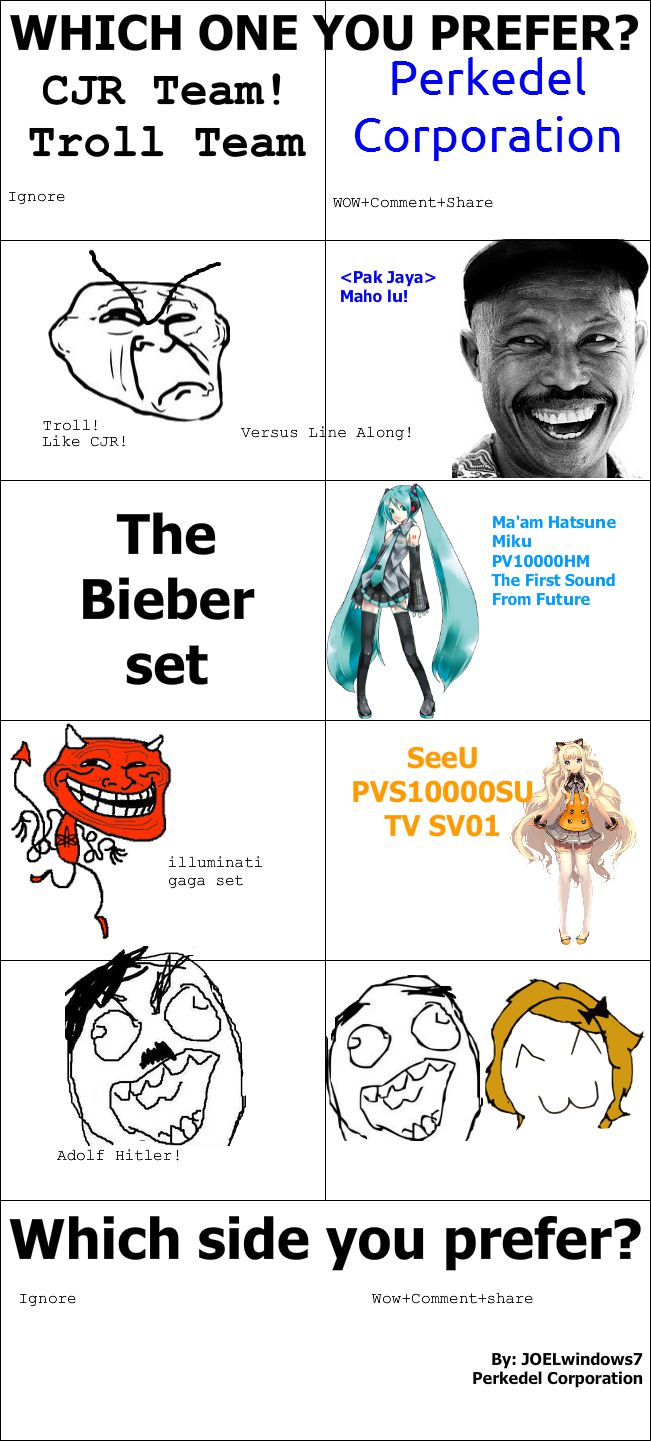 WHICH ONE YOU PREFER?
CJR Team!
Troll Team
Perkedel
Corporation
Ignore
WOW+Comment+Share
<Pak Jaya>
Maho lu!
Troll!
Like CJR!
Versus Line Along!
The
Bieber
set
Ma'am Hatsune
Miku
PV10000HM
The First Sound
From Future
illuminati
gaga set
SeeU
PVS10000SU
TV SV01
Adolf Hitler!
Which side you prefer?
Ignore
Wow+Comment+share
By: JOELwindows7
Perkedel Corporation